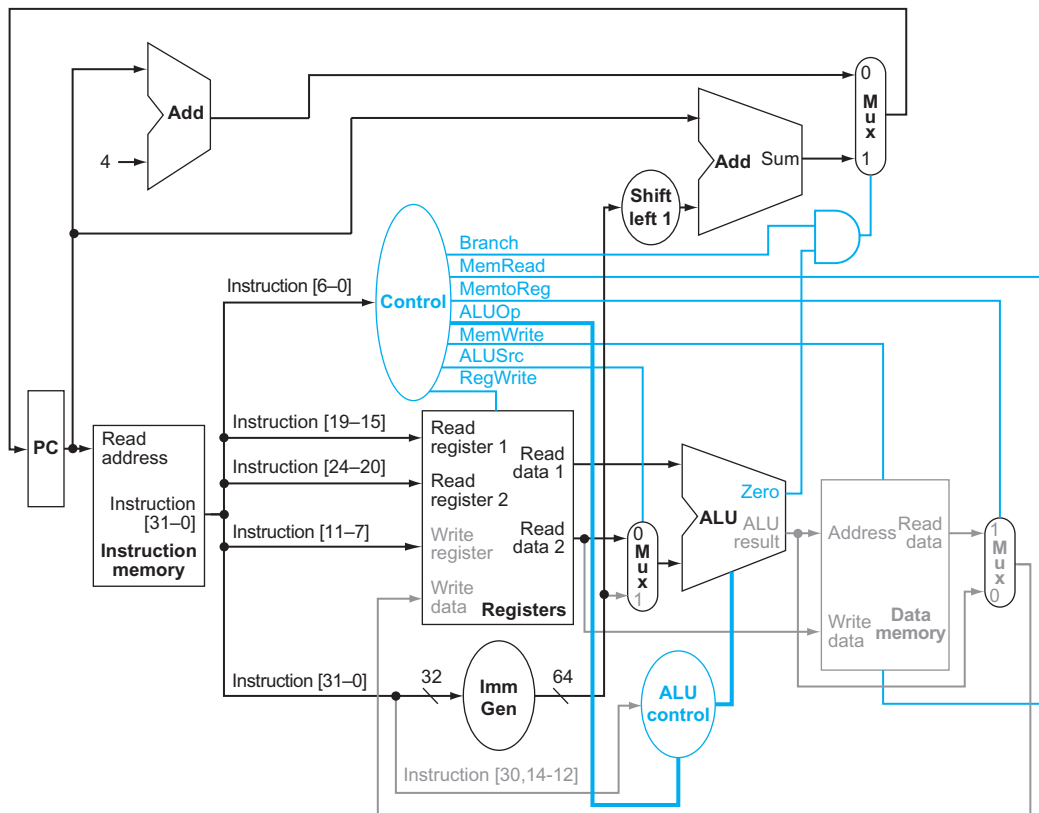 Add
4
0
Mux
1
Add
Sum
Shift
left 1
Branch
MemRead
MemtoReg
ALUOp
MemWrite
ALUSrc
RegWrite
Control
Instruction [6–0]
PC
Read
address
Instruction
[31–0]
Instruction
memory
Instruction [19–15]
Instruction [24–20]
Instruction [11–7]
Read
register 1
Read
register 2
Write
register
Write
data
Read
data 1
Read
data 2
Registers
0
Mux
1
Zero
ALU
ALU
result
Address
Read
data
Write
data
Data
memory
1
Mux
0
Instruction [31–0]
32
Imm
Gen
64
ALU
control
Instruction [30,14-12]